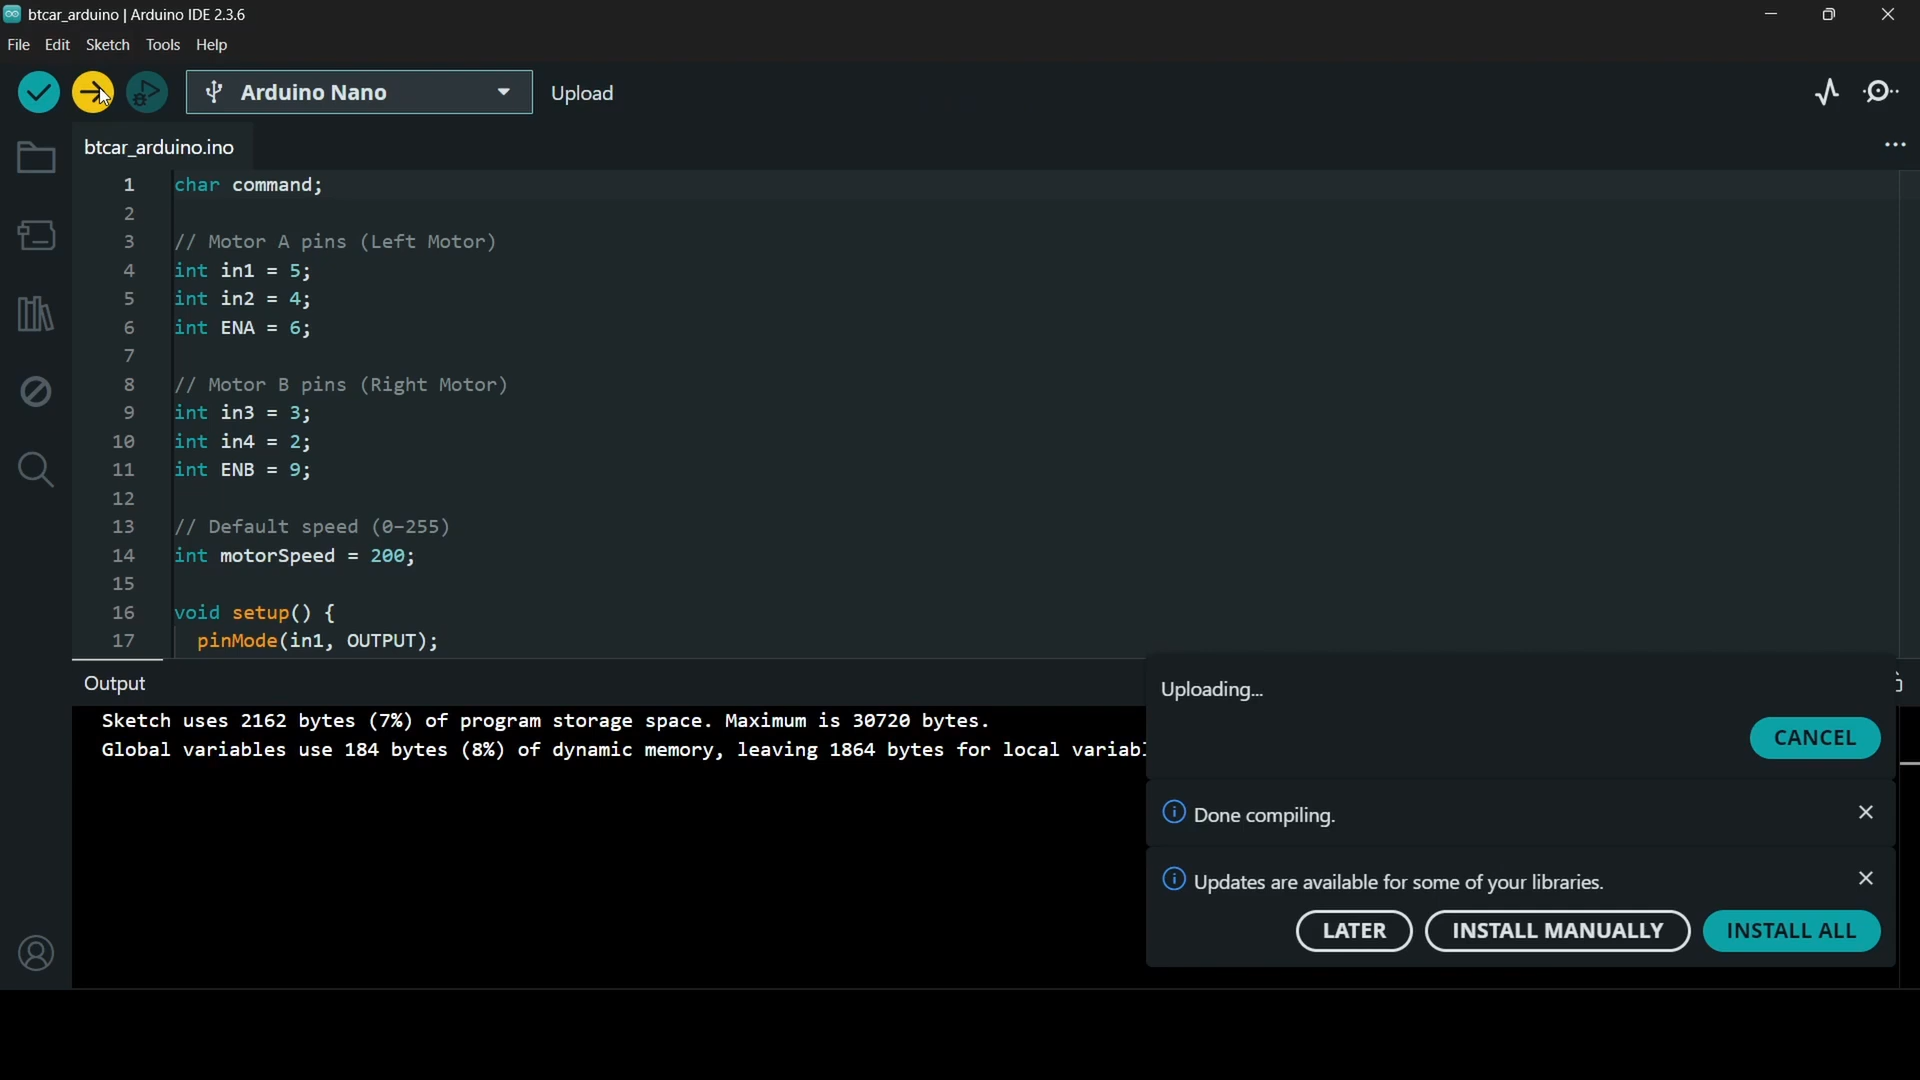 btcar_arduino | Arduino IDE 2.3.6
File Edit Sketch Tools Help
Arduino Nano
Upload
btcar_arduino.ino
1 char command;
2
3 // Motor A pins (Left Motor)
4 int in1 = 5;
5 int in2 = 4;
6 int ENA = 6;
7
8 // Motor B pins (Right Motor)
9 int in3 = 3;
10 int in4 = 2;
11 int ENB = 9;
12
13 // Default speed (0-255)
14 int motorSpeed = 200;
15
16 void setup() {
17 pinMode(in1, OUTPUT);
Output
Sketch uses 2162 bytes (7%) of program storage space. Maximum is 30720 bytes.
Global variables use 184 bytes (8%) of dynamic memory, leaving 1864 bytes for local
Uploading...
CANCEL
Done compiling.
Updates are available for some of your libraries.
LATER INSTALL MANUALLY INSTALL ALL